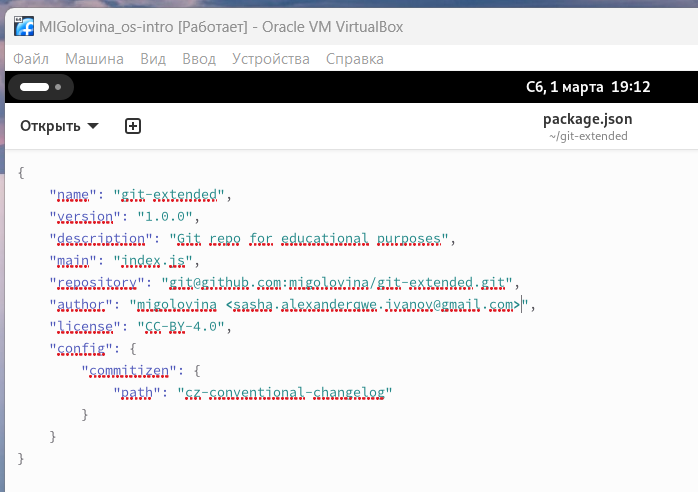 MIGolovina_os-intro [Работает] - Oracle VM VirtualBox
Файл Машина Вид Ввод Устройства Справка
Сб, 1 марта 19:12
Открыть
package.json
~/git-extended
{
    "name": "git-extended",
    "version": "1.0.0",
    "description": "Git repo for educational purposes",
    "main": "index.js",
    "repository": "git@github.com:migolovina/git-extended.git",
    "author": "migolovina <sasha.alexanderqwe.ivanov@gmail.com>",
    "license": "CC-BY-4.0",
    "config": {
        "commitizen": {
            "path": "cz-conventional-changelog"
        }
    }
}